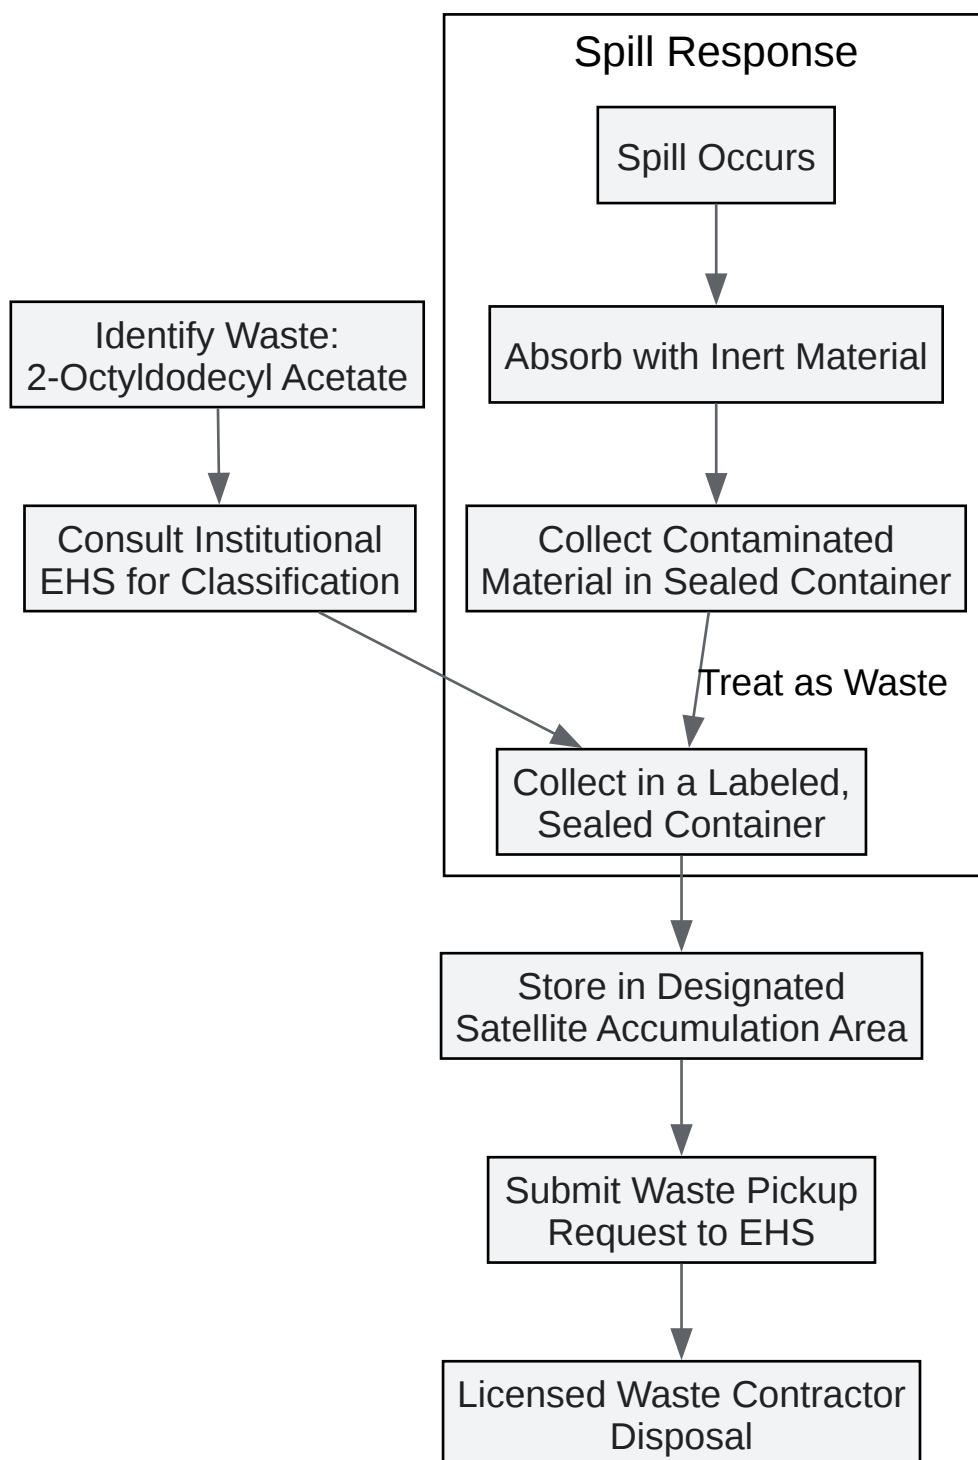 Spill Response
Spill Occurs
Absorb with Inert Material
Identify Waste:
2-Octyldodecyl Acetate
Consult Institutional
EHS for Classification
Collect Contaminated
Material in Sealed Container
Treat as Waste
Collect in a Labeled,
Sealed Container
Store in Designated
Satellite Accumulation Area
Submit Waste Pickup
Request to EHS
Licensed Waste Contractor
Disposal